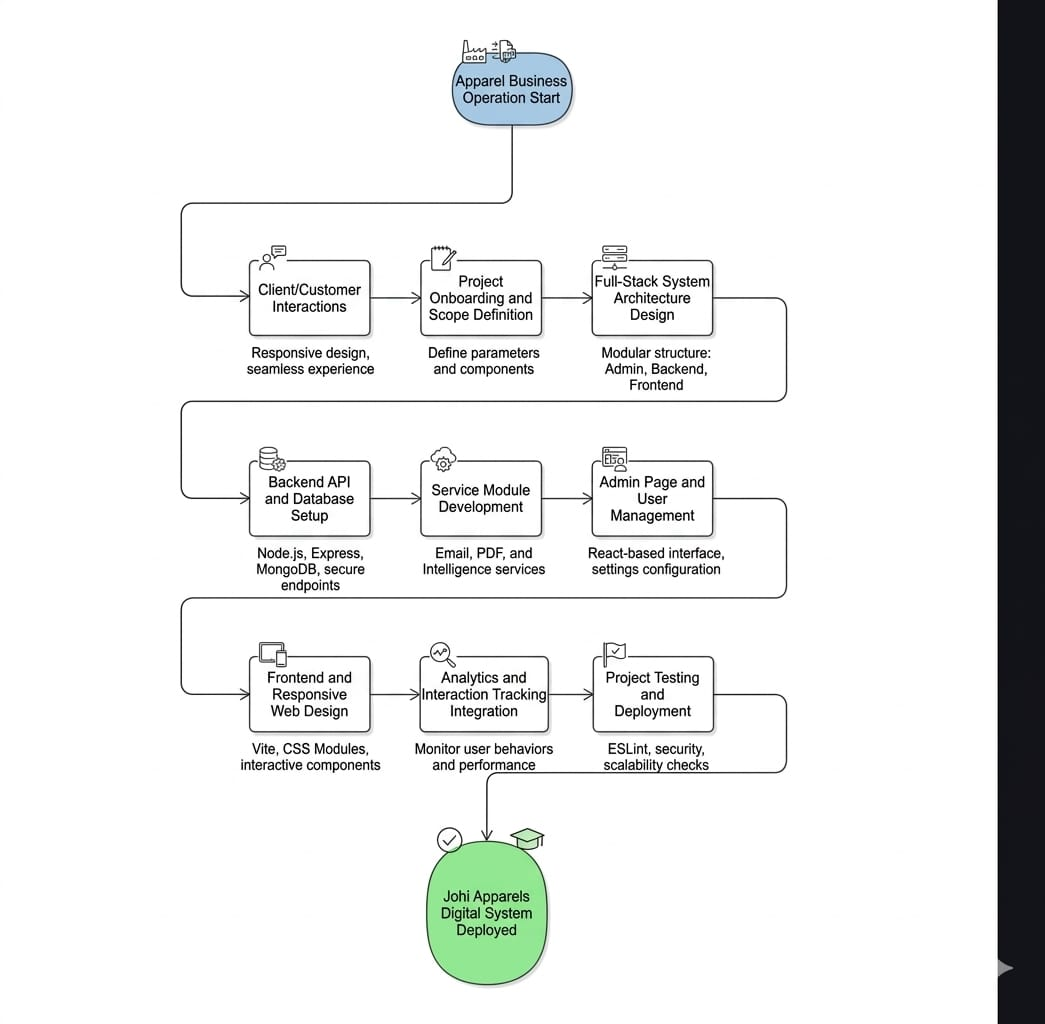 Apparel Business
Operation Start
Client/Customer
Interactions
Responsive design,
seamless experience
Project
Onboarding and
Scope Definition
Define parameters
and components
Full-Stack System
Architecture
Design
Modular structure:
Admin, Backend,
Frontend
Backend API
and Database
Setup
Node.js, Express,
MongoDB, secure
endpoints
Service Module
Development
Email, PDF, and
Intelligence services
Admin Page and
User
Management
React-based interface,
settings configuration
Frontend and
Responsive
Web Design
Vite, CSS Modules,
interactive components
Analytics and
Interaction Tracking
Integration
Monitor user behaviors
and performance
Project Testing
and
Deployment
ESLint, security,
scalability checks
Johi Apparels
Digital System
Deployed